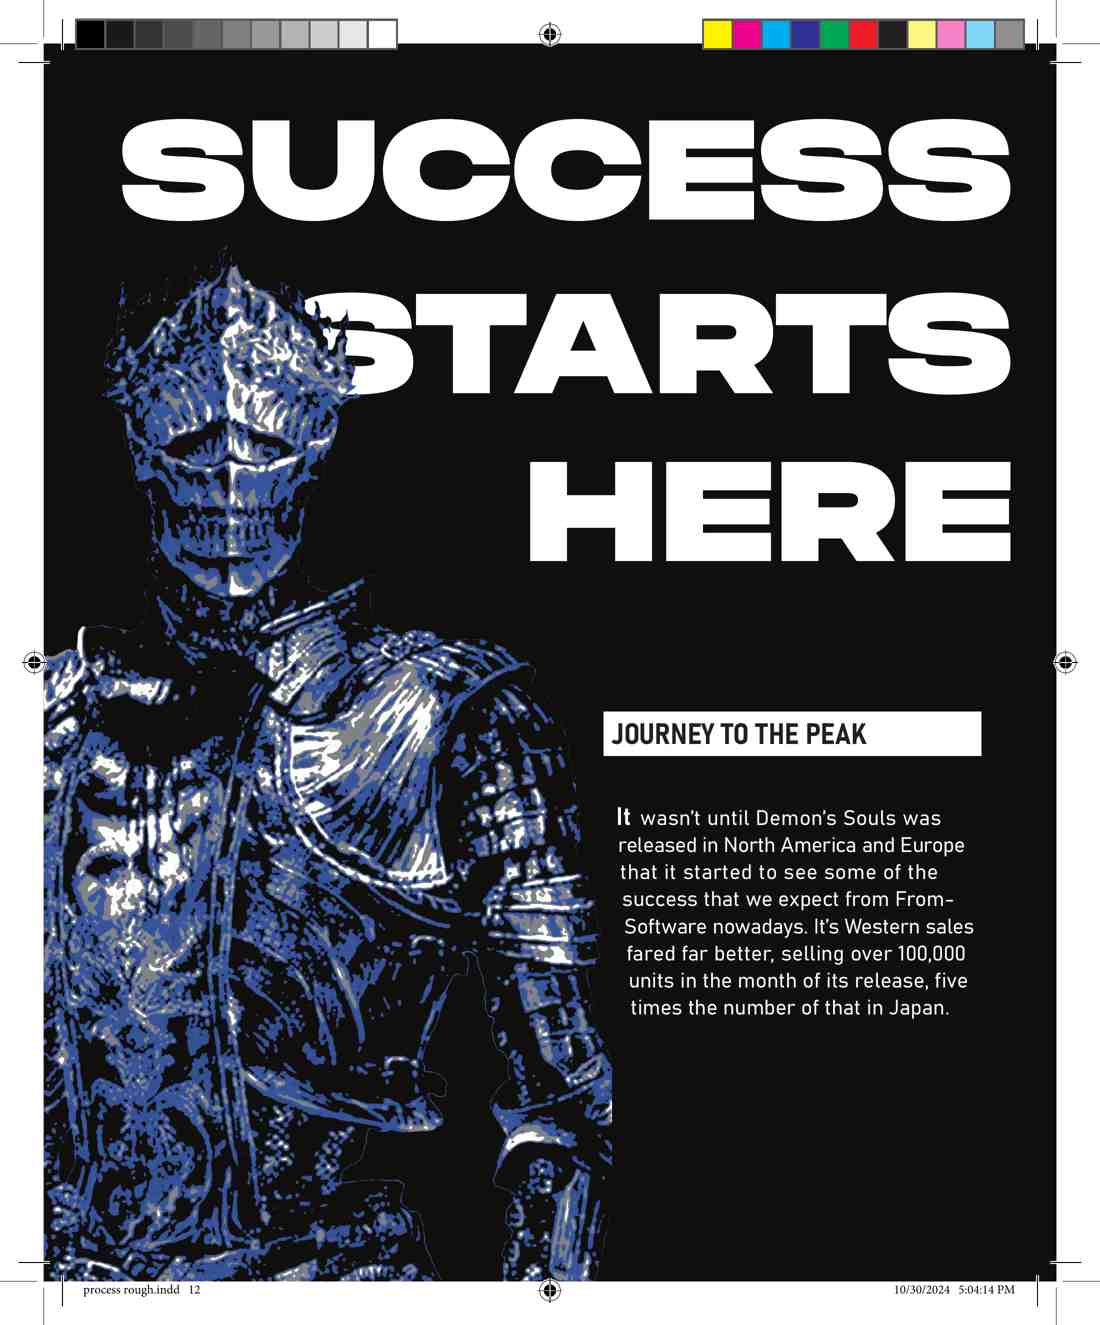 SUCCESS
STARTS
HERE
JOURNEY TO THE PEAK
It wasn't until Demon's Souls was
released in North America and Europe
that it started to see some of the
success that we expect from From-
Software nowadays. It's Western sales
fared far better, selling over 100,000
units in the month of its release, five
times the number of that in Japan.
process rough.indd   12
10/30/2024   5:04:14 PM